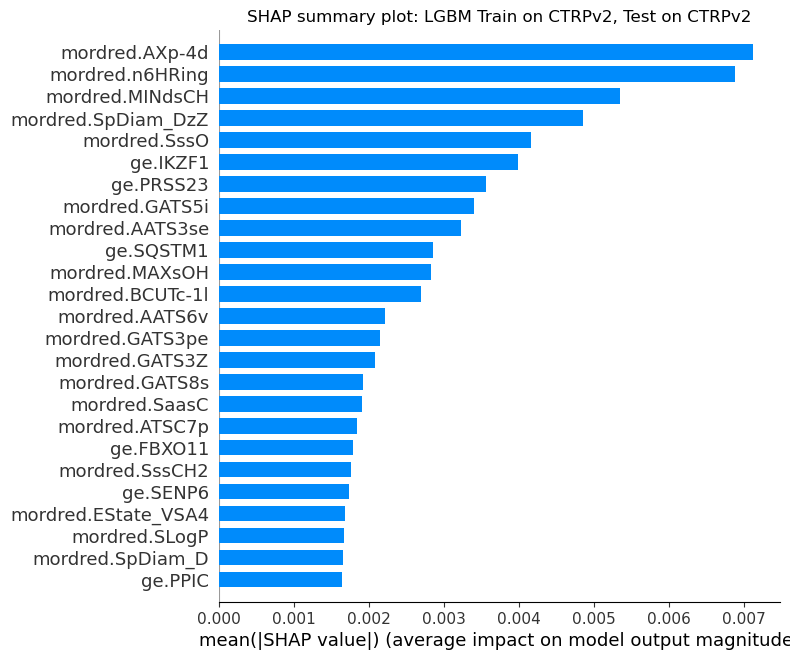 SHAP summary plot: LGBM Train on CTRPv2, Test on CTRPv2
mordred.AXp-4d
mordred.n6HRing
mordred.MINdsCH
mordred.SpDiam_DzZ
mordred.SssO
ge.IKZF1
ge.PRSS23
mordred.GATS5i
mordred.AATS3se
ge.SQSTM1
mordred.MAXsOH
mordred.BCUTc-1l
mordred.AATS6v
mordred.GATS3pe
mordred.GATS3Z
mordred.GATS8s
mordred.SaasC
mordred.ATSC7p
ge.FBXO11
mordred.SssCH2
ge.SENP6
mordred.EState_VSA4
mordred.SLogP
mordred.SpDiam_D
ge.PPIC
0.000 0.001 0.002 0.003 0.004 0.005 0.006 0.007
mean(|SHAP value|) (average impact on model output magnitude